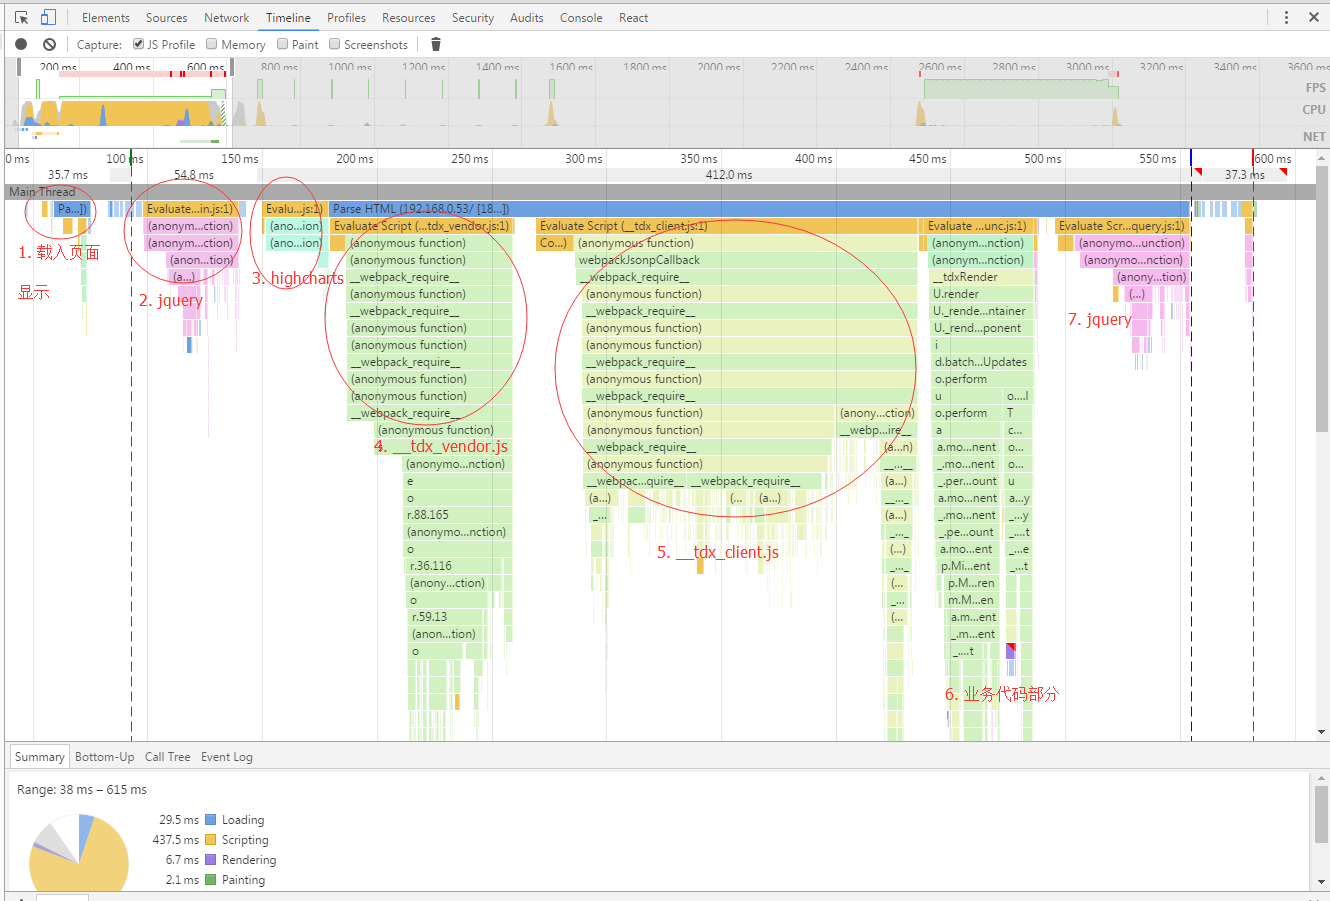 Elements Sources Network Timeline Profiles Resources Security Audits Console React
Capture: JS Profile Memory Paint Screenshots
200 ms 400 ms 600 ms 800 ms 1000 ms 1200 ms 1400 ms 1600 ms 1800 ms 2000 ms 2200 ms 2400 ms 2600 ms 2800 ms 3000 ms 3200 ms 3400 ms 3600 ms
FPS
CPU
NET
0 ms 100 ms 150 ms 200 ms 250 ms 300 ms 350 ms 400 ms 450 ms 500 ms 550 ms 600 ms
35.7 ms 54.8 ms 412.0 ms 37.3 ms
Main Thread
Pa...]) Evaluate...in.js:1) Evalu...js:1) Parse HTML (192.168.0.53/ [18...])
(anonym...ction) (ano...ion) Evaluate Script (...tdx_vendor.js:1) Evaluate Script (__tdx_client.js:1) Evaluate ...unc.js:1) Evaluate Scr...query.js:1)
(anonym...ction) (ano...ion) (anonymous function) Co...) (anonymous function) (anonym...nction) (anonymo...unction)
1. 载入页面
(anon...tion) (anonymous function) webpackJsonpCallback (anonym...nction) (anonymo...nction)
(a...) 3. highcharts __webpack_require__ __webpack_require__ __tdxRender (anony...tion)
显示
2. jquery
(anonymous function) (anonymous function) U.render (...)
__webpack_require__ __webpack_require__ U._rende...ntainer
7. jquery
(anonymous function) (anonymous function) U._rend...ponent
(anonymous function) __webpack_require__ i
__webpack_require__ __webpack_require__ d.batch...Updates
(anonymous function) (anonymous function) o.perform
(anonymous function) __webpack_require__ u o....l
__webpack_require__ (anonymous function) (anony...ction) o.perform T
(anonymous function) (anonymous function) __webp...ire__ a c...
4. __tdx_vendor.js __webpack_require__ (a...n) a.mo...nent o...
(anonymo...nction) (anonymous function) __...__ _.mo...nent o...
e __webpac...quire__ __webpack_require__ (a...) _.per...ount u
o (a...) (... (a...) __..._ a.mo...nent a...y
r.88.165 _... (a...) _.mo...nent _...y
(anonymo...nction) _..._ _.pe...ount _....t
o 5. __tdx_client.js (...) a.mo...ent _...e
r.36.116 _..._ p.Mi...ent _...t
(anony...ction) (... p.M...ren
o _... m.M...en
r.59.13 (... a.m...ent
(anon...tion) _.m...ent
o _....t
6. 业务代码部分
Summary Bottom-Up Call Tree Event Log
Range: 38 ms – 615 ms
29.5 ms Loading
437.5 ms Scripting
6.7 ms Rendering
2.1 ms Painting